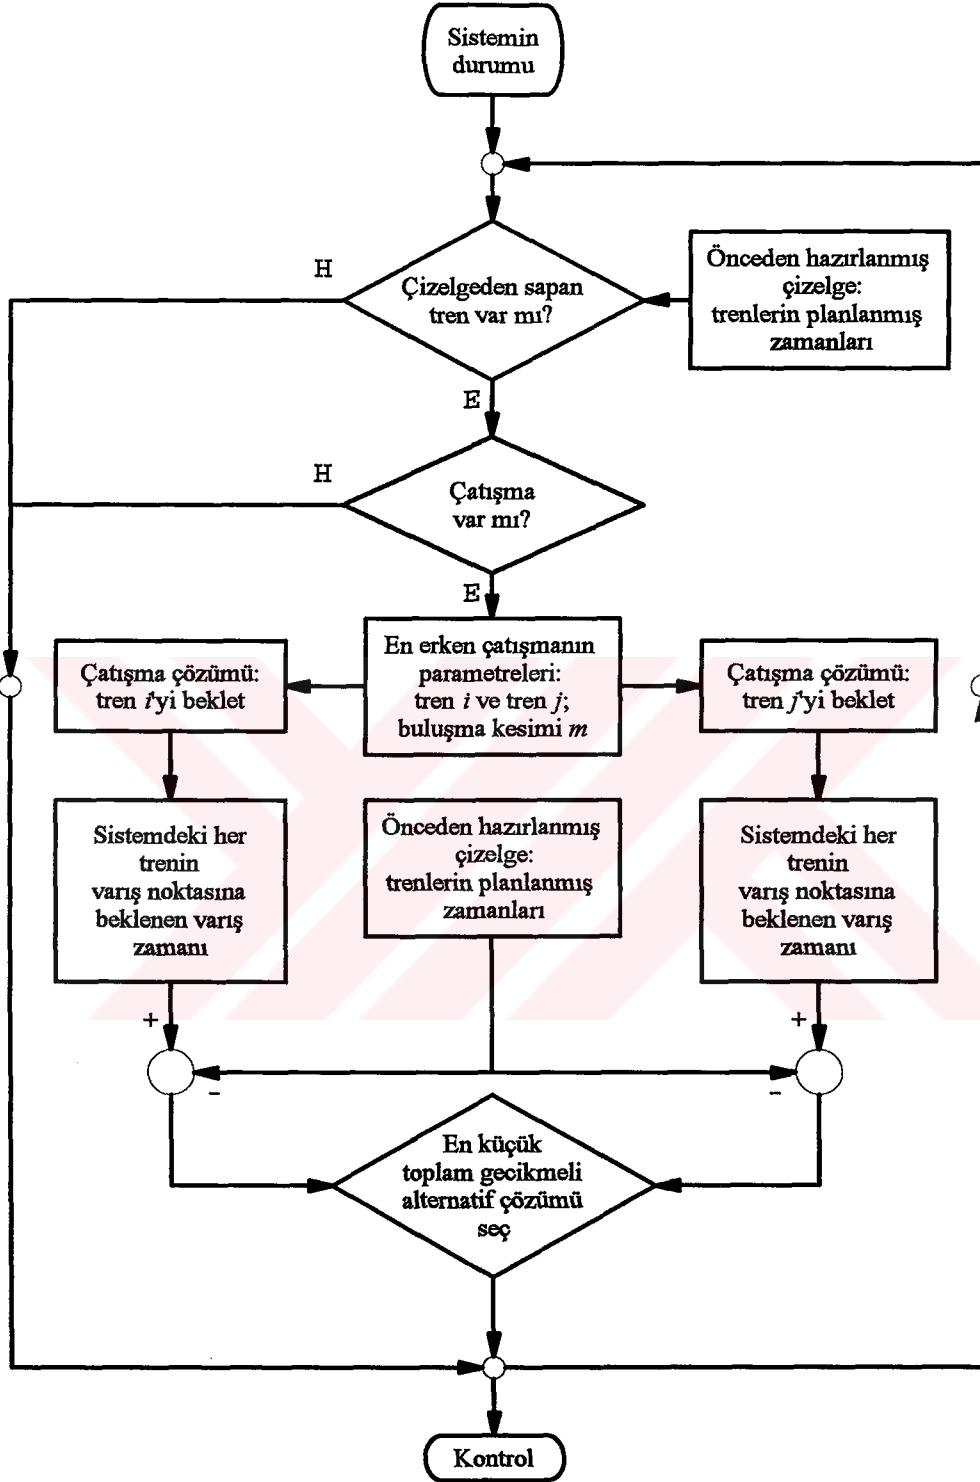 Sistemin
durumu
H
Çizelgeden sapan
tren var mı?
Önceden hazırlanmış
çizelge:
trenlerin planlanmış
zamanları
E
H
Çatışma
var mı?
E
Çatışma çözümü:
tren i'yi beklet
En erken çatışmanın
parametreleri:
tren i ve tren j;
buluşma kesimi m
Çatışma çözümü:
tren j'yi beklet
Sistemdeki her
trenin
varış noktasına
beklenen varış
zamanı
Önceden hazırlanmış
çizelge:
trenlerin planlanmış
zamanları
Sistemdeki her
trenin
varış noktasına
beklenen varış
zamanı
+
+
-
-
En küçük
toplam gecikmeli
alternatif çözümü
seç
Kontrol